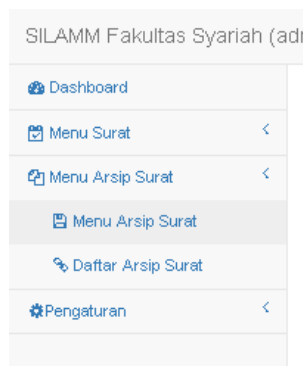 SILAMM Fakultas Syariah (adr
Dashboard
Menu Surat
Menu Arsip Surat
Menu Arsip Surat
Daftar Arsip Surat
Pengaturan